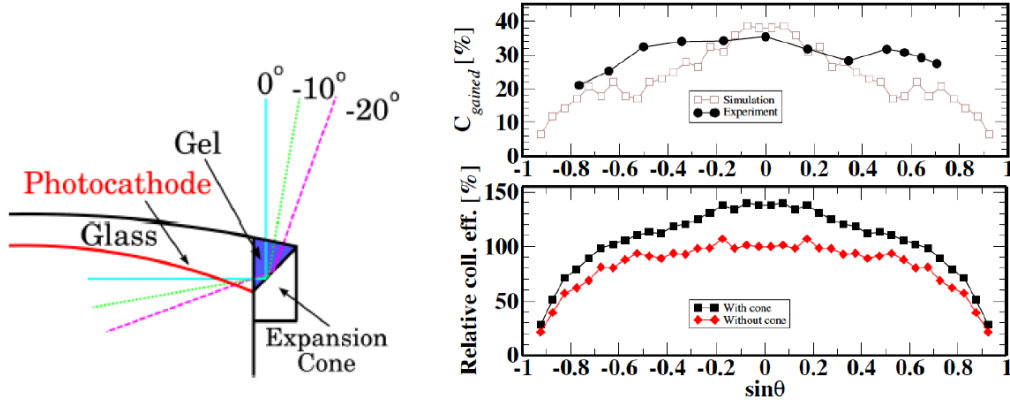 0°
-10°
-20°
Gel
Photocathode
Glass
Expansion
Cone
C gained [%]
40
30
20
10
0
Simulation
Experiment
-1 -0.8 -0.6 -0.4 -0.2 0 0.2 0.4 0.6 0.8 1
Relative coll. eff. [%]
150
100
50
0
With cone
Without cone
-1 -0.8 -0.6 -0.4 -0.2 0 0.2 0.4 0.6 0.8 1
sinθ